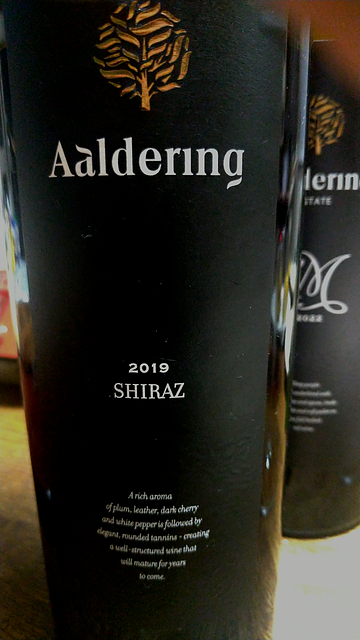 Aaldering
2019
SHIRAZ
A rich aroma
of plum, leather, dark cherry
and white pepper is followed by
elegant, rounded tannins - creating
a well-structured wine that
will mature for years
to come.
lderin
STATE
M
2022